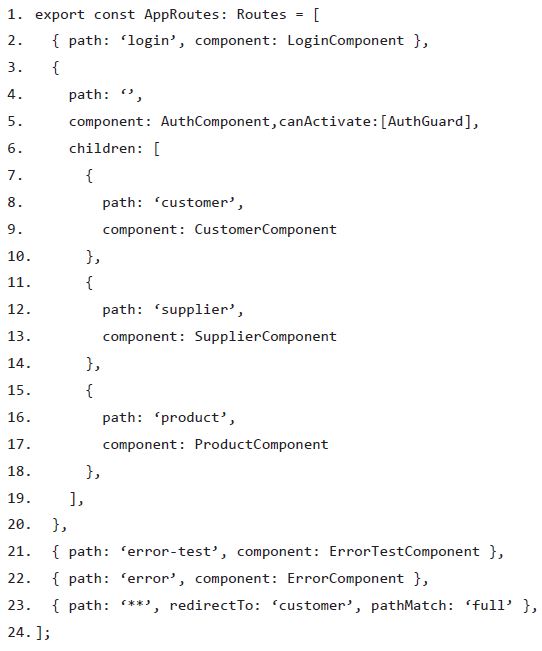 1. export const AppRoutes: Routes = [
2. { path: ‘login’, component: LoginComponent },
3. {
4. path: ‘’,
5. component: AuthComponent,canActivate:[AuthGuard],
6. children: [
7. {
8. path: ‘customer’,
9. component: CustomerComponent
10. },
11. {
12. path: ‘supplier’,
13. component: SupplierComponent
14. },
15. {
16. path: ‘product’,
17. component: ProductComponent
18. },
19. ],
20. },
21. { path: ‘error-test’, component: ErrorTestComponent },
22. { path: ‘error’, component: ErrorComponent },
23. { path: ‘**’, redirectTo: ‘customer’, pathMatch: ‘full’ },
24. ];